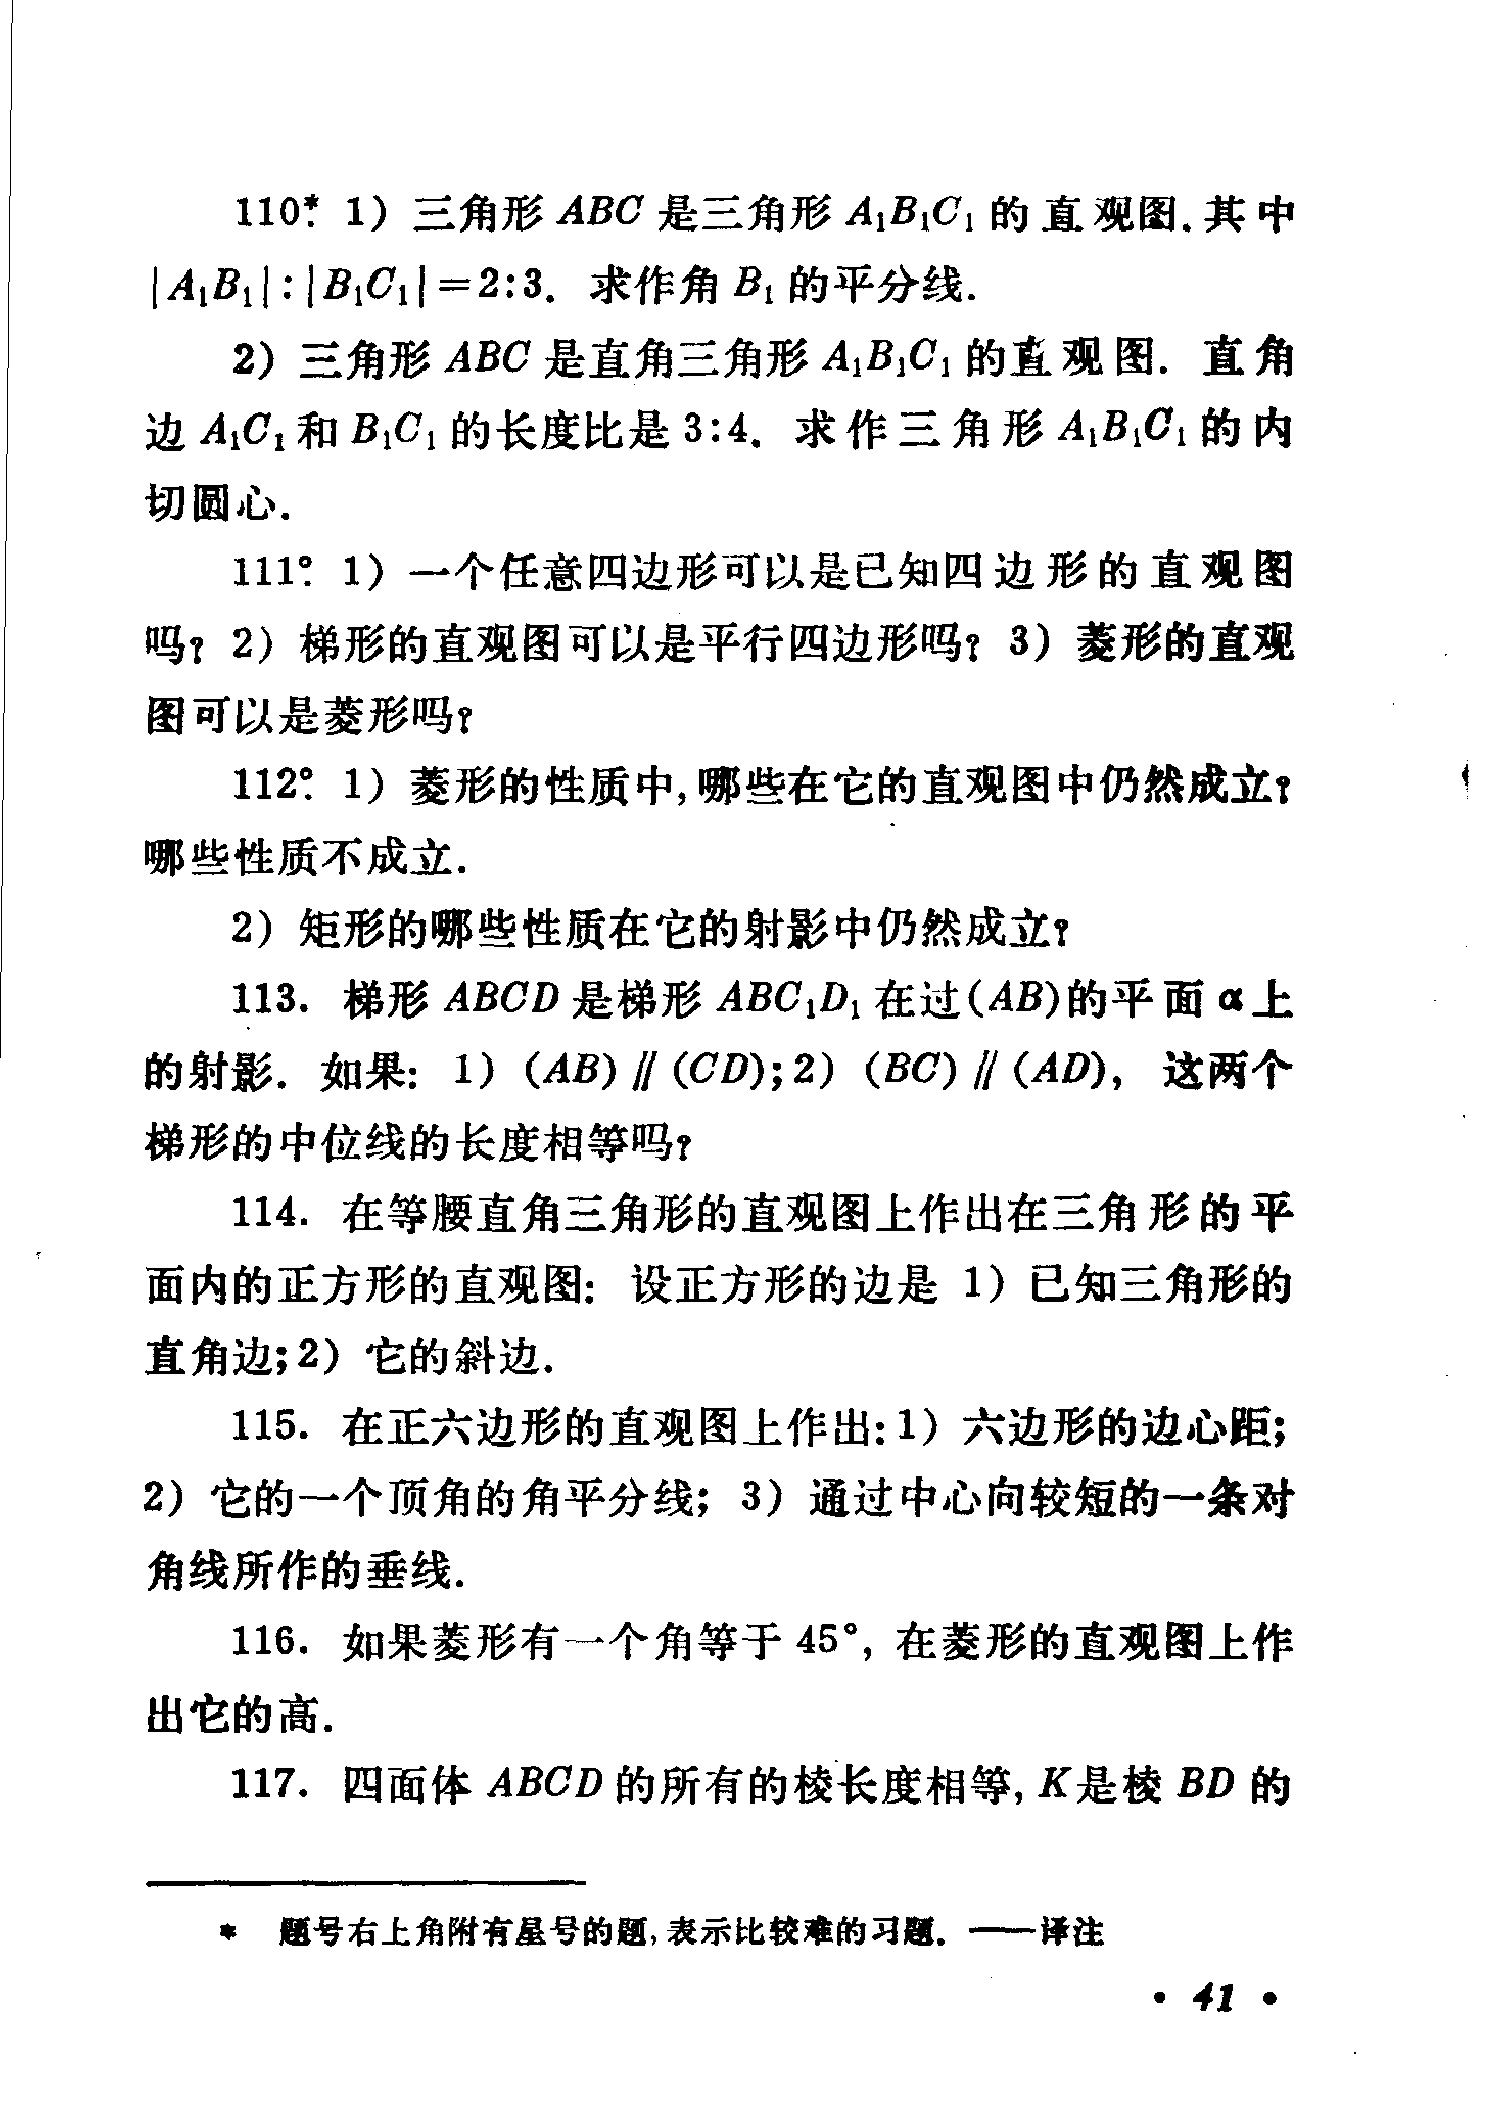 110*. 1) 三角形 ABC 是三角形 A₁B₁C₁ 的直观图, 其中
|A₁B₁|:|B₁C₁|=2:3. 求作角 B₁ 的平分线.
2) 三角形 ABC 是直角三角形 A₁B₁C₁ 的直观图. 直角
边 A₁C₁ 和 B₁C₁ 的长度比是 3:4. 求作三角形 A₁B₁C₁ 的内
切圆心.
111°. 1) 一个任意四边形可以是已知四边形的直观图
吗? 2) 梯形的直观图可以是平行四边形吗? 3) 菱形的直观
图可以是菱形吗?
112°. 1) 菱形的性质中, 哪些在它的直观图中仍然成立?
哪些性质不成立.
2) 矩形的哪些性质在它的射影中仍然成立?
113. 梯形 ABCD 是梯形 ABC₁D₁ 在过(AB)的平面 α 上
的射影. 如果: 1) (AB)∥(CD); 2) (BC)∥(AD), 这两个
梯形的中位线的长度相等吗?
114. 在等腰直角三角形的直观图上作出在三角形的平
面内的正方形的直观图: 设正方形的边是 1) 已知三角形的
直角边; 2) 它的斜边.
115. 在正六边形的直观图上作出: 1) 六边形的边心距;
2) 它的一个顶角的角平分线; 3) 通过中心向较短的一条对
角线所作的垂线.
116. 如果菱形有一个角等于 45°, 在菱形的直观图上作
出它的高.
117. 四面体 ABCD 的所有的棱长度相等, K是棱 BD 的
* 题号右上角附有星号的题, 表示比较难的习题. ——译注
• 41 •